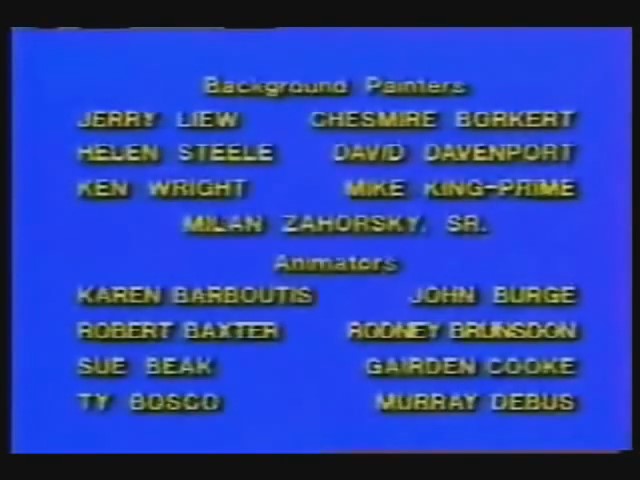 Background Painters
JERRY LIEW CHESMIRE BORKERT
HELEN STEELE DAVID DAVENPORT
KEN WRIGHT MIKE KING-PRIME
MILAN ZAHORSKY, SR.
Animators
KAREN BARBOUTIS JOHN BURGE
ROBERT BAXTER RODNEY BRUNSDON
SUE BEAK GAIRDEN COOKE
TY BOSCO MURRAY DEBUS